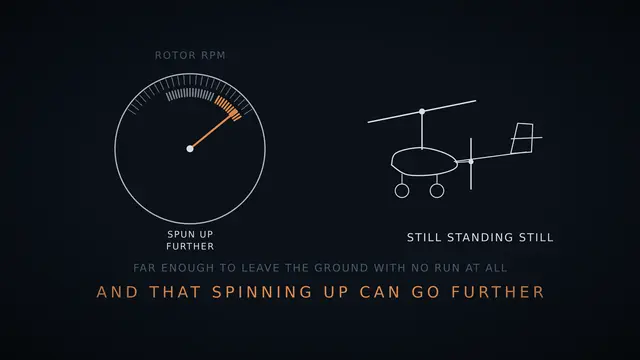 ROTOR RPM
SPUN UP
FURTHER
STILL STANDING STILL
FAR ENOUGH TO LEAVE THE GROUND WITH NO RUN AT ALL
AND THAT SPINNING UP CAN GO FURTHER